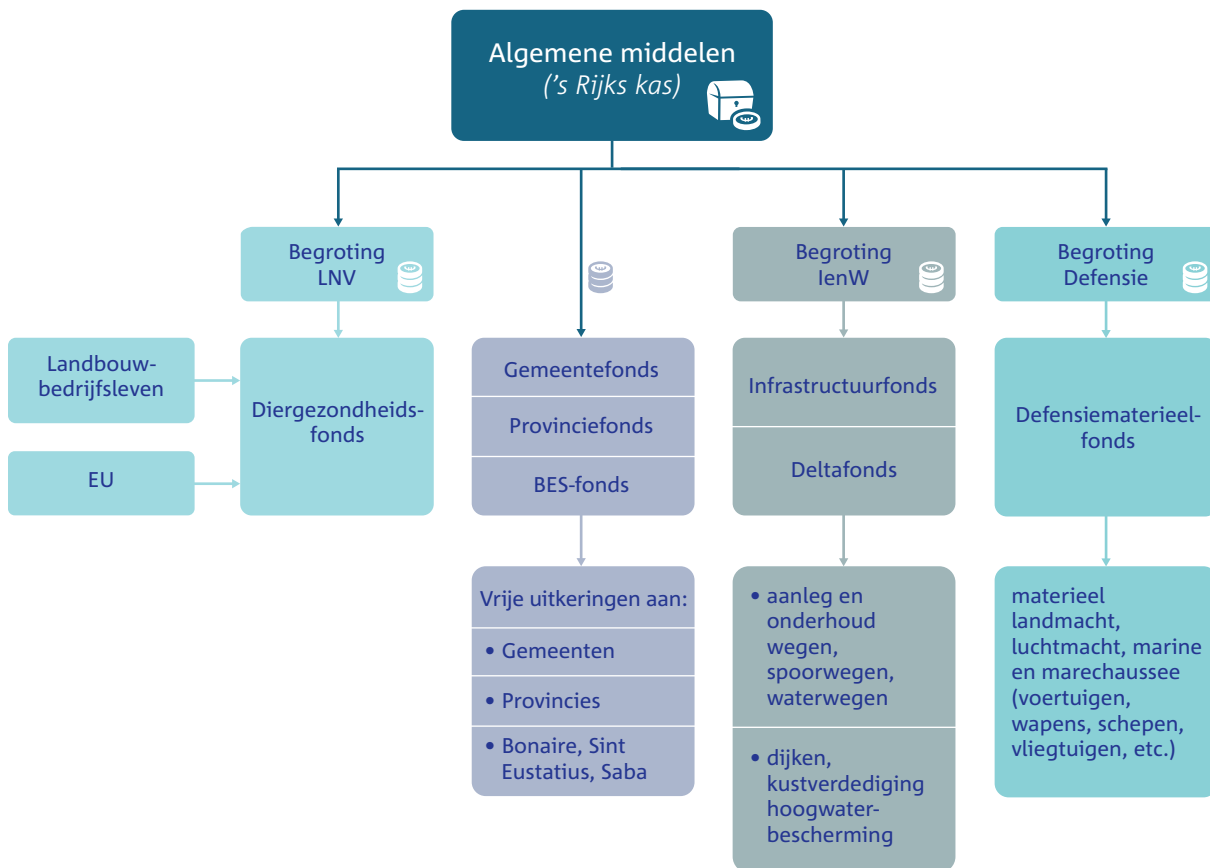 Algemene middelen
('s Rijks kas)
Begroting
LNV
Begroting
IenW
Begroting
Defensie
Landbouw-
bedrijfsleven
EU
Diergezondheids-
fonds
Gemeentefonds
Provinciefonds
BES-fonds
Infrastructuurfonds
Deltafonds
Defensiematerieel-
fonds
Vrije uitkeringen aan:
• Gemeenten
• Provincies
• Bonaire, Sint
Eustatius, Saba
• aanleg en
onderhoud
wegen,
spoorwegen,
waterwegen
• dijken,
kustverdediging
hoogwater-
bescherming
materieel
landmacht,
luchtmacht, marine
en marechaussee
(voertuigen,
wapens, schepen,
vliegtuigen, etc.)